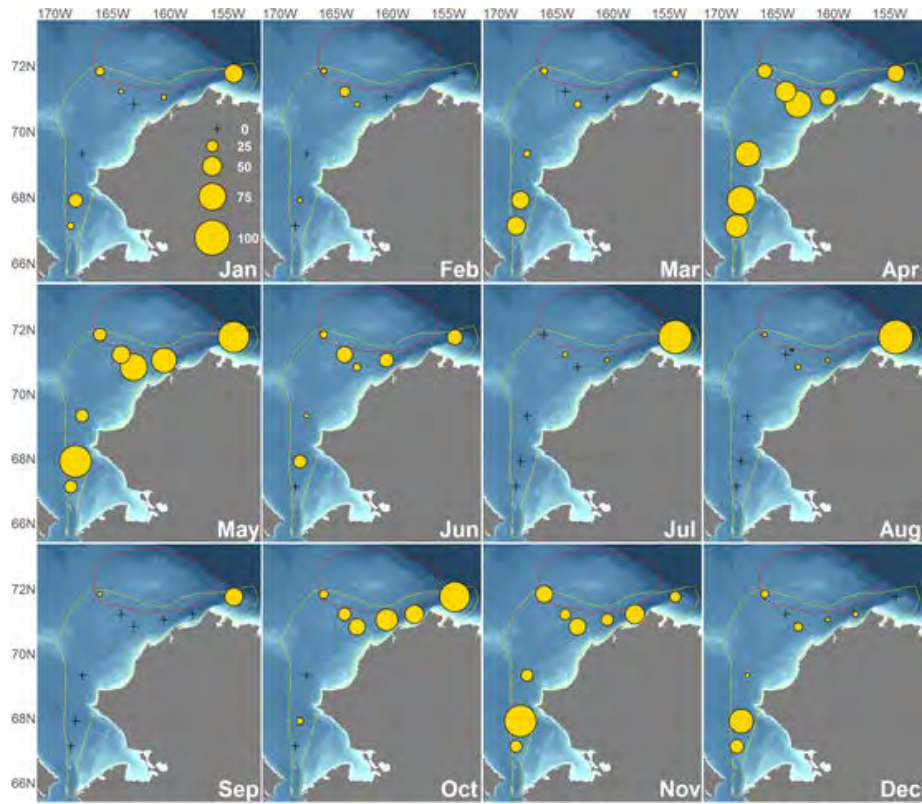 170W 165W 160W 155W 170W 165W 160W 155W
72N
70N
68N
66N
0
25
50
75
100
Jan
Feb
Mar
Apr
72N
70N
68N
66N
May
Jun
Jul
Aug
72N
70N
68N
66N
Sep
Oct
Nov
Dec
170W 165W 160W 155W 170W 165W 160W 155W